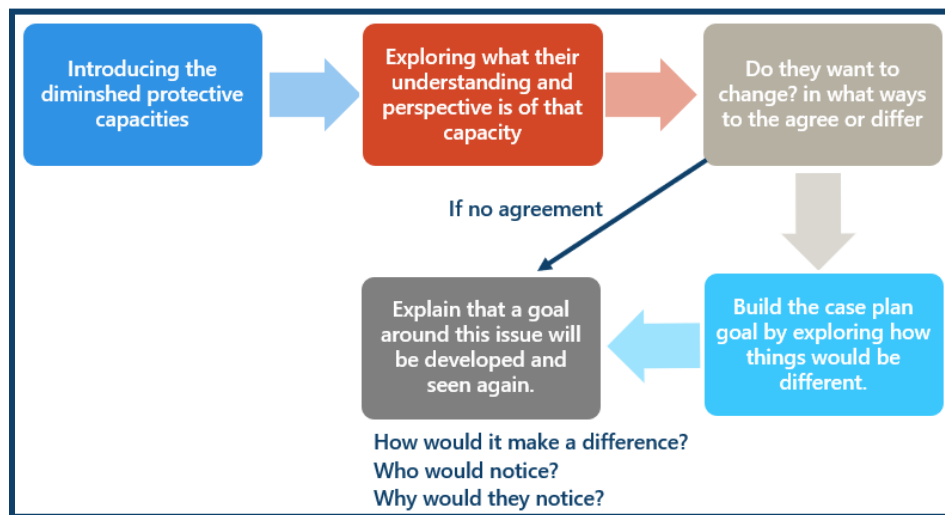 Introducing the
diminshed protective
capacities
Exploring what their
understanding and
perspective is of that
capacity
Do they want to
change? in what ways
to the agree or differ
If no agreement
Explain that a goal
around this issue will
be developed and
seen again.
Build the case plan
goal by exploring how
things would be
different.
How would it make a difference?
Who would notice?
Why would they notice?